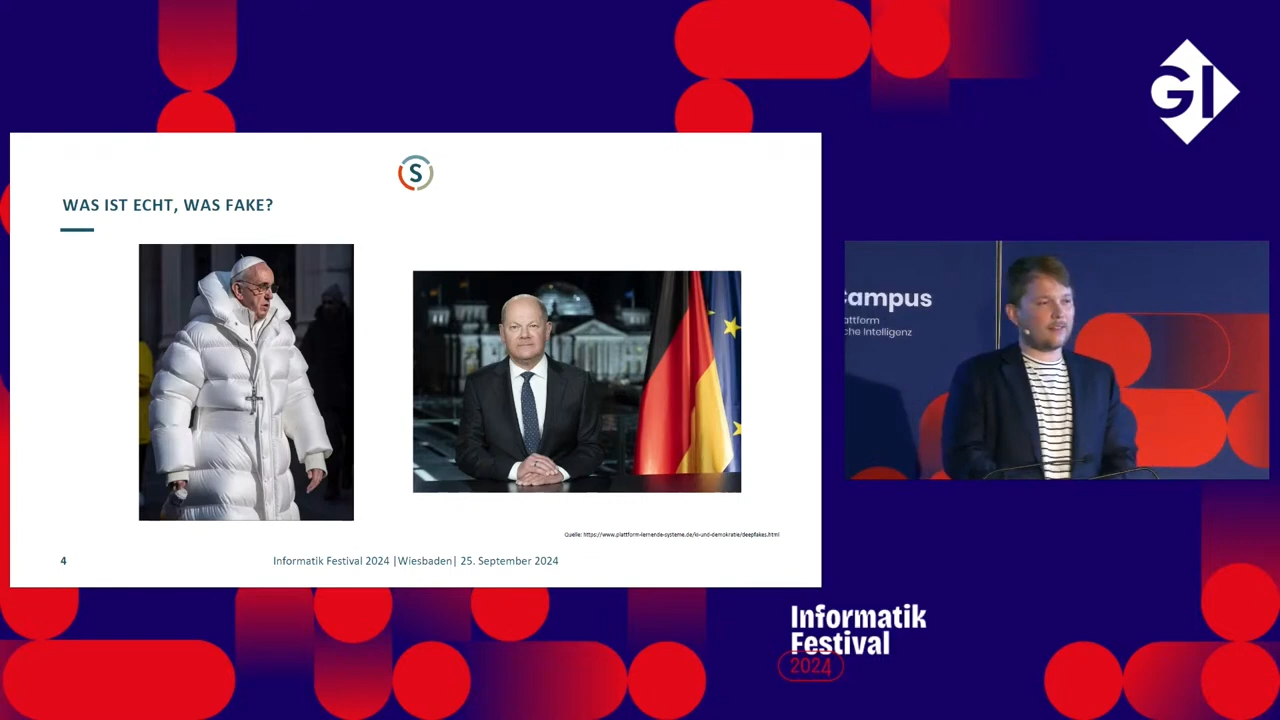 GI
S
WAS IST ECHT, WAS FAKE?
Campus
attform
che Intelligenz
Quelle: https://www.plattform-lernende-systeme.de/ki-und-demokratie/deepfakes.html
4
Informatik Festival 2024 |Wiesbaden| 25. September 2024
Informatik
Festival
2024